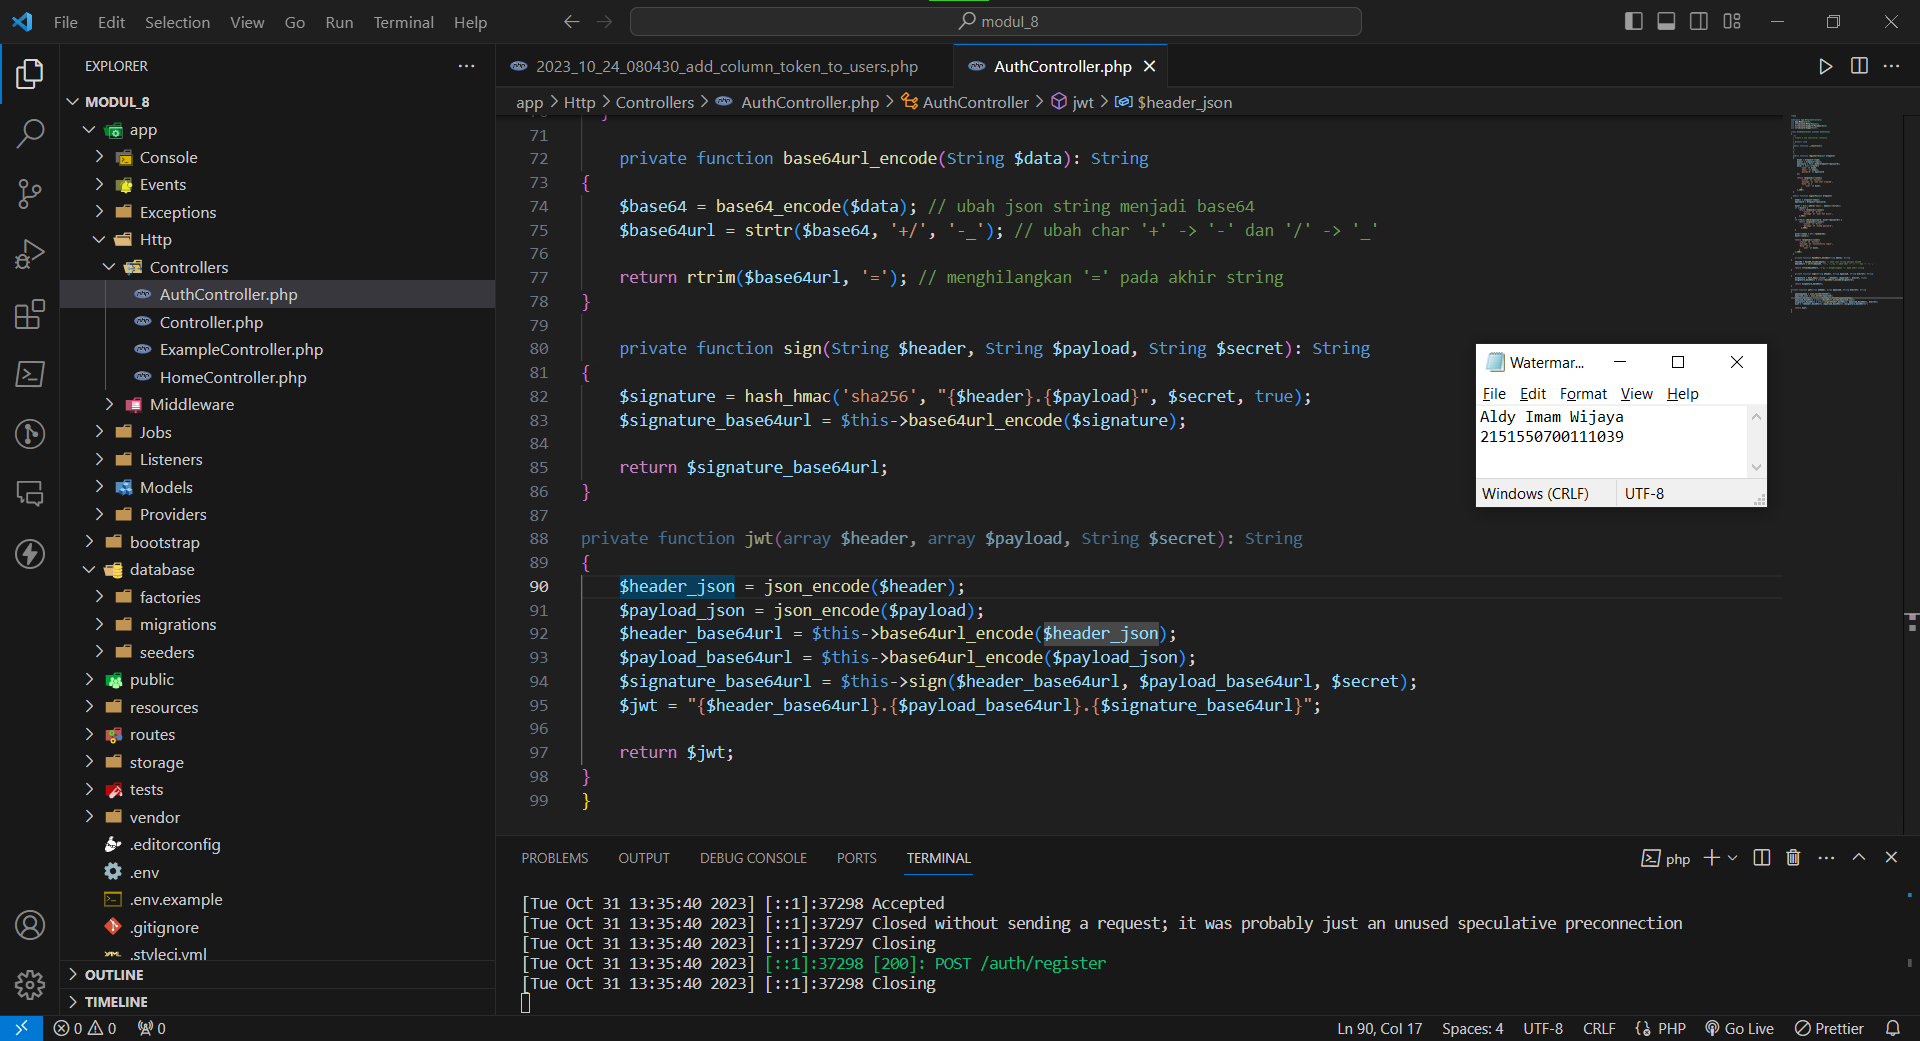 File Edit Selection View Go Run Terminal Help
modul_8
EXPLORER
MODUL_8
app
Console
Events
Exceptions
Http
Controllers
AuthController.php
Controller.php
ExampleController.php
HomeController.php
Middleware
Jobs
Listeners
Models
Providers
bootstrap
database
factories
migrations
seeders
public
resources
routes
storage
tests
vendor
.editorconfig
.env
.env.example
.gitignore
.styleci.yml
OUTLINE
TIMELINE
2023_10_24_080430_add_column_token_to_users.php
AuthController.php
app > Http > Controllers > AuthController.php > AuthController > jwt > $header_json
71
72 private function base64url_encode(String $data): String
73 {
74 $base64 = base64_encode($data); // ubah json string menjadi base64
75 $base64url = strtr($base64, '+/', '-_'); // ubah char '+' -> '-' dan '/' -> '_'
76
77 return rtrim($base64url, '='); // menghilangkan '=' pada akhir string
78 }
79
80 private function sign(String $header, String $payload, String $secret): String
81 {
82 $signature = hash_hmac('sha256', "{$header}.{$payload}", $secret, true);
83 $signature_base64url = $this->base64url_encode($signature);
84
85 return $signature_base64url;
86 }
87
88 private function jwt(array $header, array $payload, String $secret): String
89 {
90 $header_json = json_encode($header);
91 $payload_json = json_encode($payload);
92 $header_base64url = $this->base64url_encode($header_json);
93 $payload_base64url = $this->base64url_encode($payload_json);
94 $signature_base64url = $this->sign($header_base64url, $payload_base64url, $secret);
95 $jwt = "{$header_base64url}.{$payload_base64url}.{$signature_base64url}";
96
97 return $jwt;
98 }
99 }
Watermar...
File Edit Format View Help
Aldy Imam Wijaya
2151550700111039
Windows (CRLF) UTF-8
PROBLEMS OUTPUT DEBUG CONSOLE PORTS TERMINAL
php
[Tue Oct 31 13:35:40 2023] [::1]:37298 Accepted
[Tue Oct 31 13:35:40 2023] [::1]:37297 Closed without sending a request; it was probably just an unused speculative preconnection
[Tue Oct 31 13:35:40 2023] [::1]:37297 Closing
[Tue Oct 31 13:35:40 2023] [::1]:37298 [200]: POST /auth/register
[Tue Oct 31 13:35:40 2023] [::1]:37298 Closing
0 0 0
Ln 90, Col 17 Spaces: 4 UTF-8 CRLF PHP Go Live Prettier